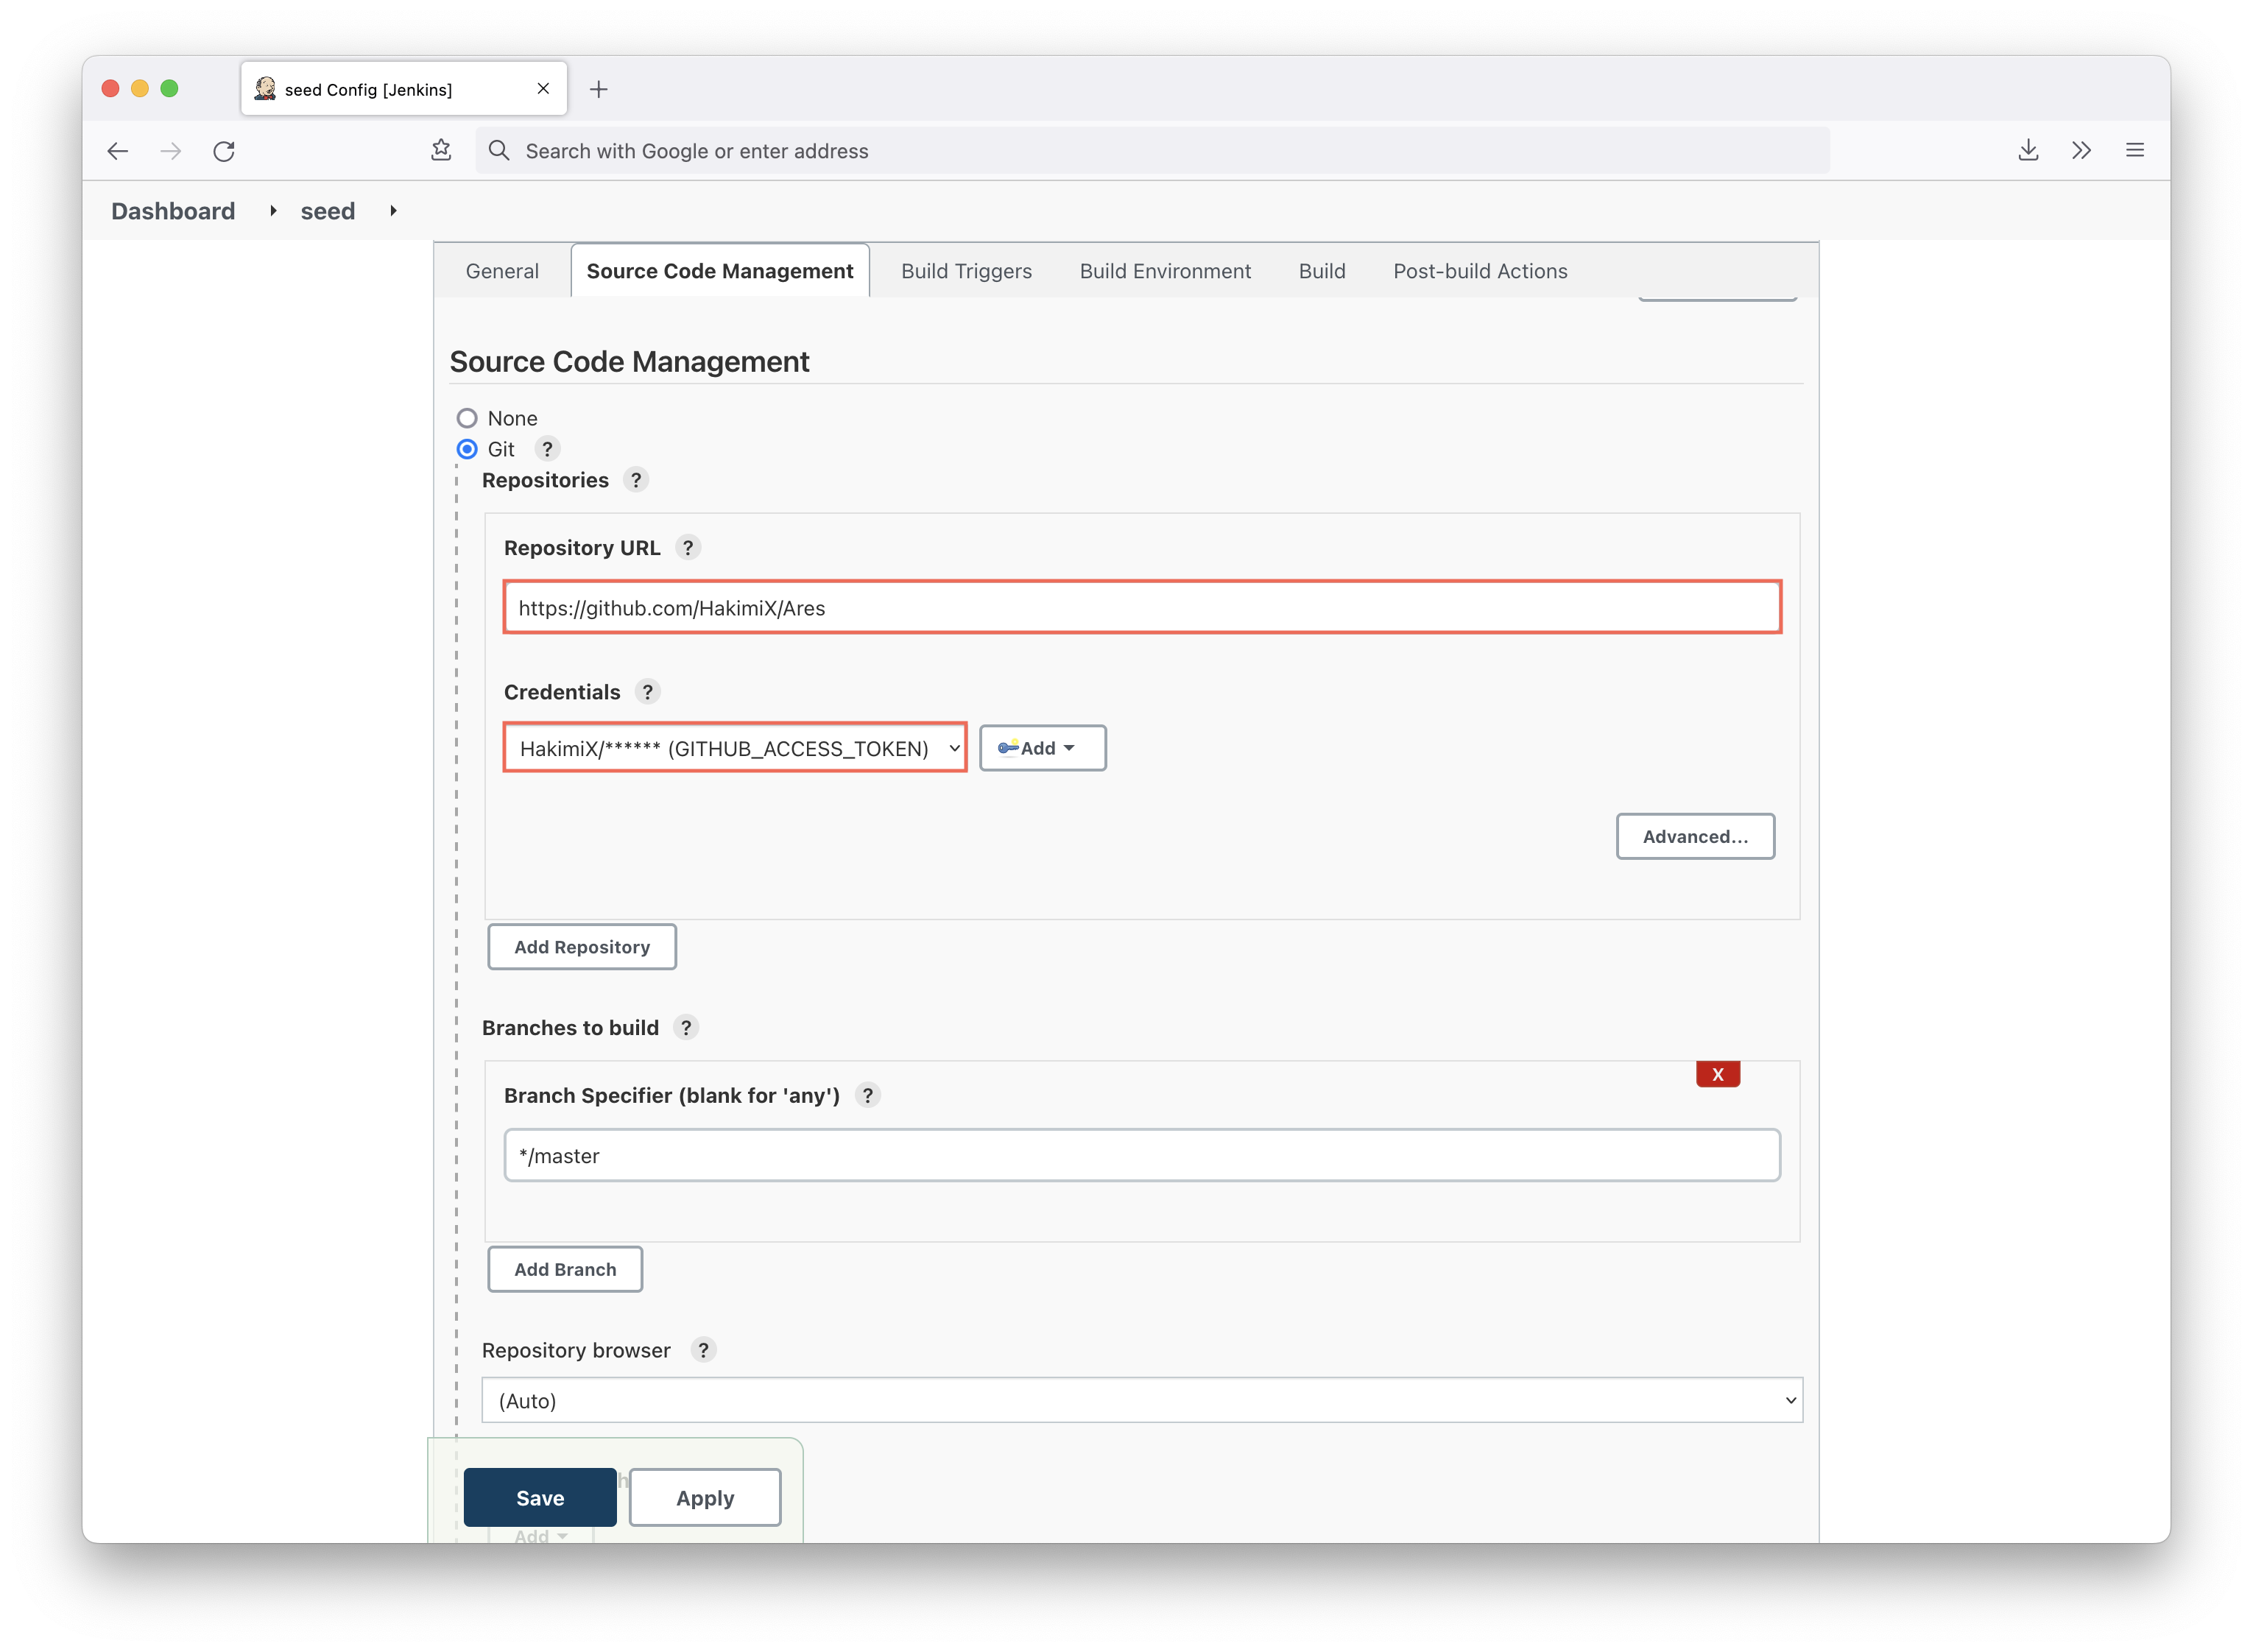 seed Config [Jenkins]
Search with Google or enter address
Dashboard seed
General Source Code Management Build Triggers Build Environment Build Post-build Actions
Source Code Management
None
Git ?
Repositories ?
Repository URL ?
https://github.com/HakimiX/Ares
Credentials ?
HakimiX/****** (GITHUB_ACCESS_TOKEN) Add
Advanced...
Add Repository
Branches to build ?
X
Branch Specifier (blank for 'any') ?
*/master
Add Branch
Repository browser ?
(Auto)
Save Apply
Add